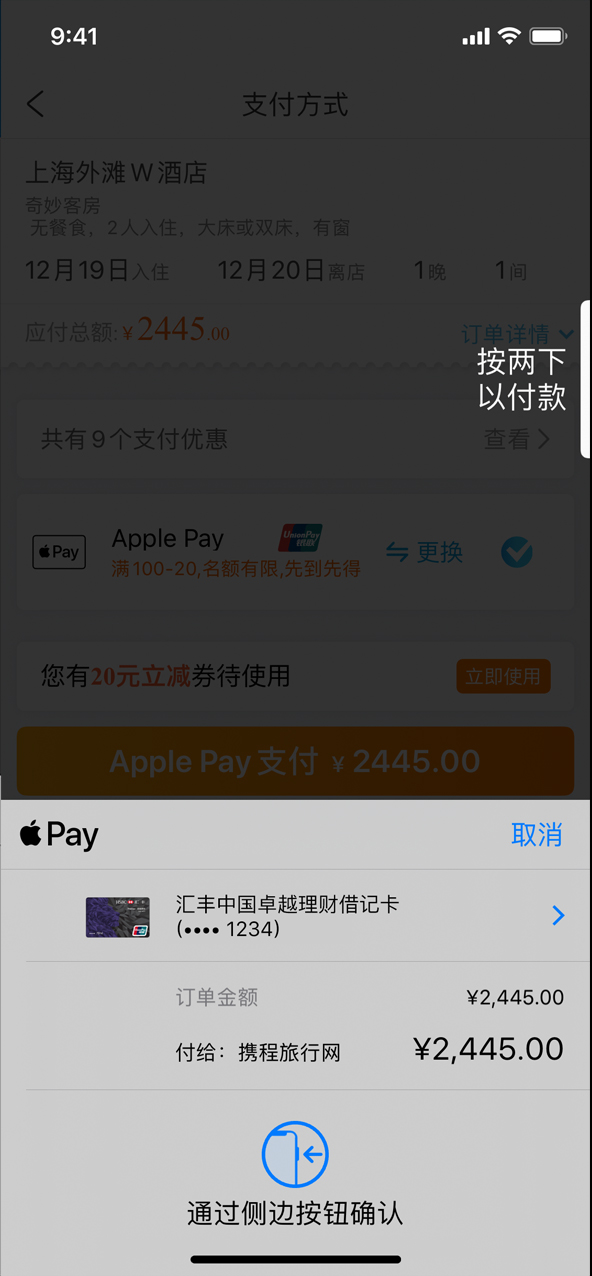 9:41
支付方式
上海外滩W酒店
奇妙客房
无餐食，2人入住，大床或双床，有窗
12月19日入住 12月20日离店 1晚 1间
应付总额:¥2445.00 订单详情
按两下
以付款
共有9个支付优惠 查看
Pay Apple Pay UnionPay 银联 更换
满100-20,名额有限,先到先得
您有20元立减券待使用 立即使用
Apple Pay支付 ¥2445.00
Pay 取消
汇丰中国卓越理财借记卡
(•••• 1234)
订单金额 ¥2,445.00
付给：携程旅行网 ¥2,445.00
通过侧边按钮确认